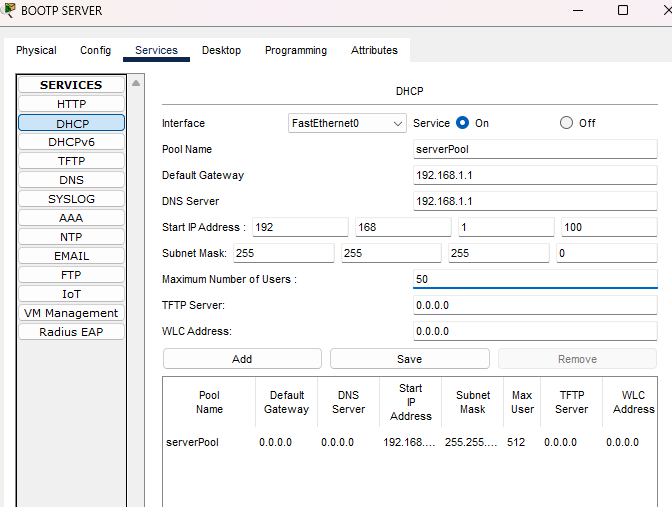 BOOTP SERVER
Physical Config Services Desktop Programming Attributes
SERVICES
HTTP
DHCP
DHCPv6
TFTP
DNS
SYSLOG
AAA
NTP
EMAIL
FTP
IoT
VM Management
Radius EAP
DHCP
Interface FastEthernet0 Service On Off
Pool Name serverPool
Default Gateway 192.168.1.1
DNS Server 192.168.1.1
Start IP Address : 192 168 1 100
Subnet Mask: 255 255 255 0
Maximum Number of Users : 50
TFTP Server: 0.0.0.0
WLC Address: 0.0.0.0
Add Save Remove
Pool Name Default Gateway DNS Server Start IP Address Subnet Mask Max User TFTP Server WLC Address
serverPool 0.0.0.0 0.0.0.0 192.168.... 255.255.... 512 0.0.0.0 0.0.0.0